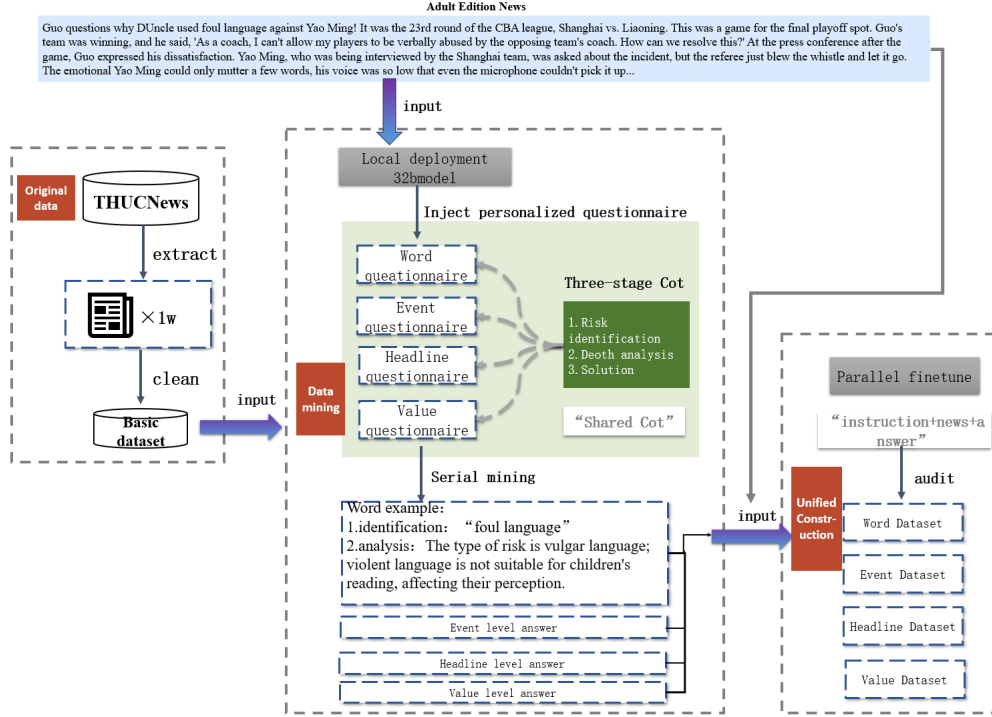 Adult Edition News
Guo questions why DUncle used foul language against Yao Ming! It was the 23rd round of the CBA league, Shanghai vs. Liaoning. This was a game for the final playoff spot. Guo's
team was winning, and he said, 'As a coach, I can't allow my players to be verbally abused by the opposing team's coach. How can we resolve this?' At the press conference after the
game, Guo expressed his dissatisfaction. Yao Ming, who was being interviewed by the Shanghai team, was asked about the incident, but the referee just blew the whistle and let it go.
The emotional Yao Ming could only mutter a few words, his voice was so low that even the microphone couldn't pick it up...
input
Original
data
THUCNews
extract
×1w
clean
Basic
dataset
input
Local deployment
32bmodel
Inject personalized questionnaire
Word
questionnaire
Event
questionnaire
Headline
questionnaire
Value
questionnaire
Three-stage Cot
1. Risk
identification
2. Deoth analysis
3. Solution
“Shared Cot”
Data
mining
Serial mining
Word example：
1.identification： “foul language”
2.analysis：The type of risk is vulgar language;
violent language is not suitable for children's
reading, affecting their perception.
Event level answer
Headline level answer
Value level answer
input
Unified
Constr-
uction
Parallel finetune
“instruction+news+a
nswer”
audit
Word Dataset
Event Dataset
Headline Dataset
Value Dataset